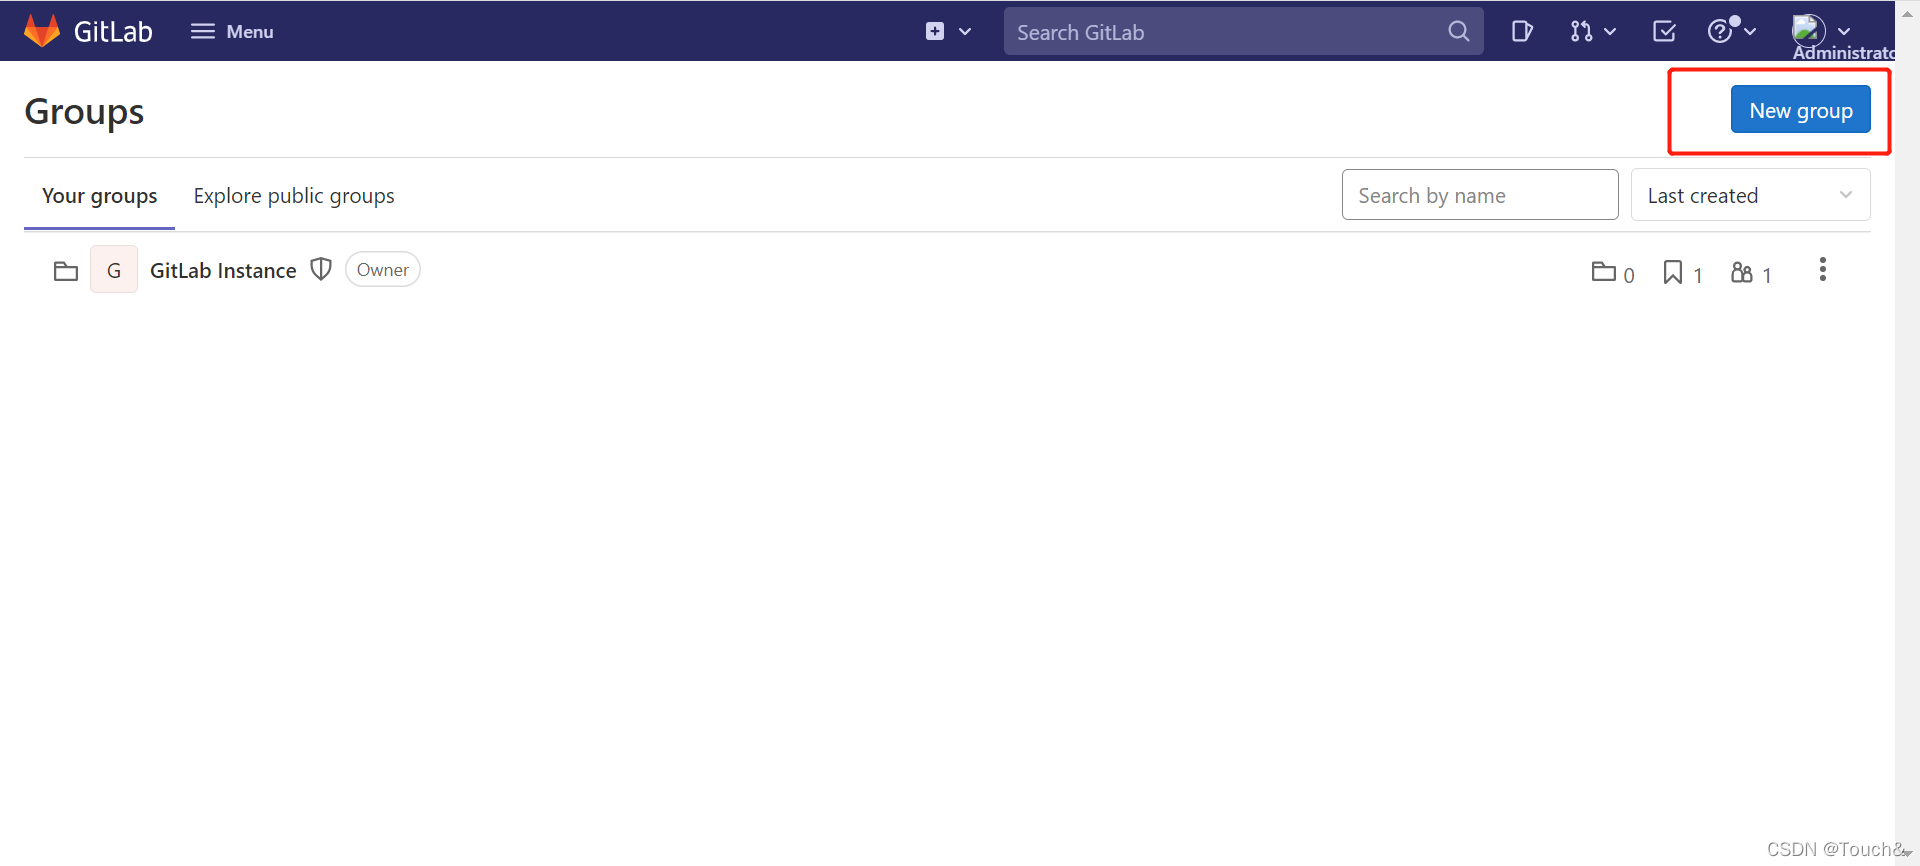 GitLab Menu Search GitLab
Administrato
Groups New group
Your groups Explore public groups Search by name Last created
G GitLab Instance Owner 0 1 1
CSDN @Touch&